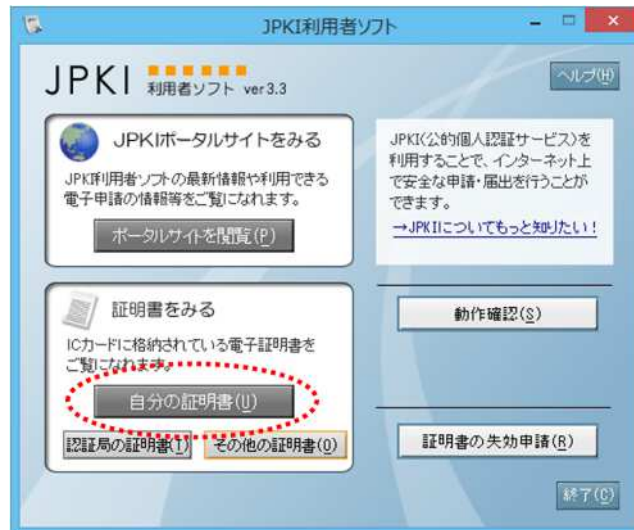 JPKI利用者ソフト
JPKI 利用者ソフト ver3.3
ヘルプ(H)
JPKIポータルサイトをみる
JPKI利用者ソフトの最新情報や利用できる
電子申請の情報等をご覧になれます。
ポータルサイトを閲覧(P)
JPKI(公的個人認証サービス)を
利用することで、インターネット上
で安全な申請・届出を行うことが
できます。
→JPKIについてもっと知りたい!
証明書をみる
ICカードに格納されている電子証明書を
ご覧になれます。
自分の証明書(U)
認証局の証明書(T)
その他の証明書(O)
動作確認(S)
証明書の失効申請(R)
終了(C)